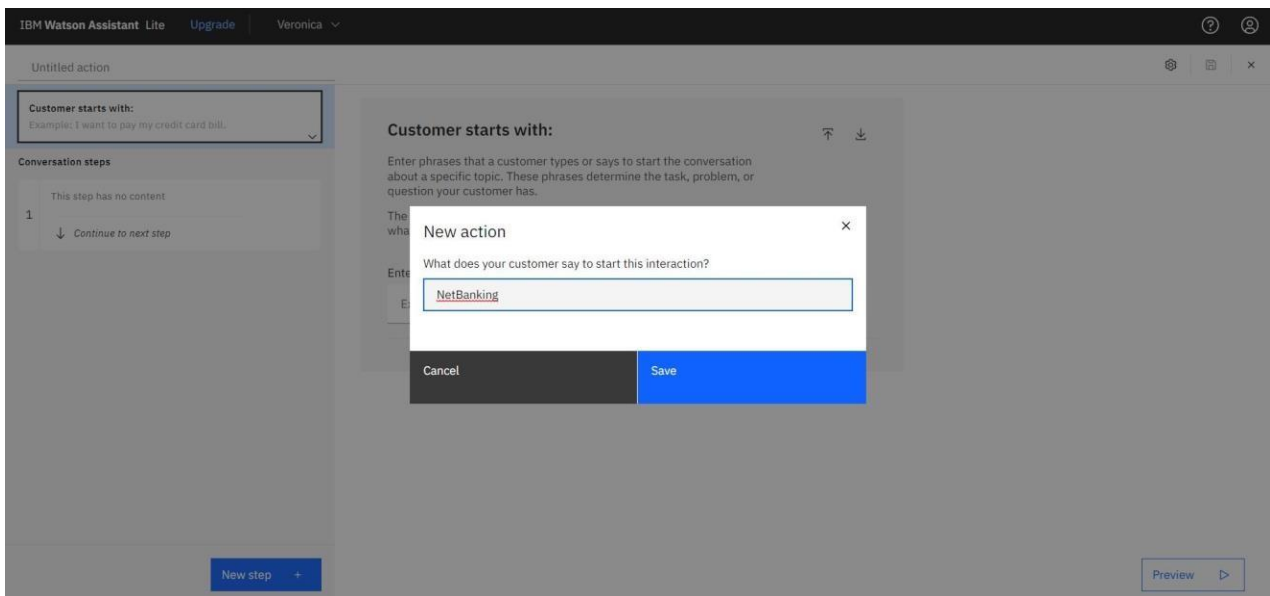 IBM Watson Assistant Lite Upgrade Veronica
Untitled action
Customer starts with:
Example: I want to pay my credit card bill.
Conversation steps
This step has no content
1
Continue to next step
New step +
Customer starts with:
Enter phrases that a customer types or says to start the conversation
about a specific topic. These phrases determine the task, problem, or
question your customer has.
The
wha
Ente
E
New action
What does your customer say to start this interaction?
NetBanking
Cancel
Save
Preview